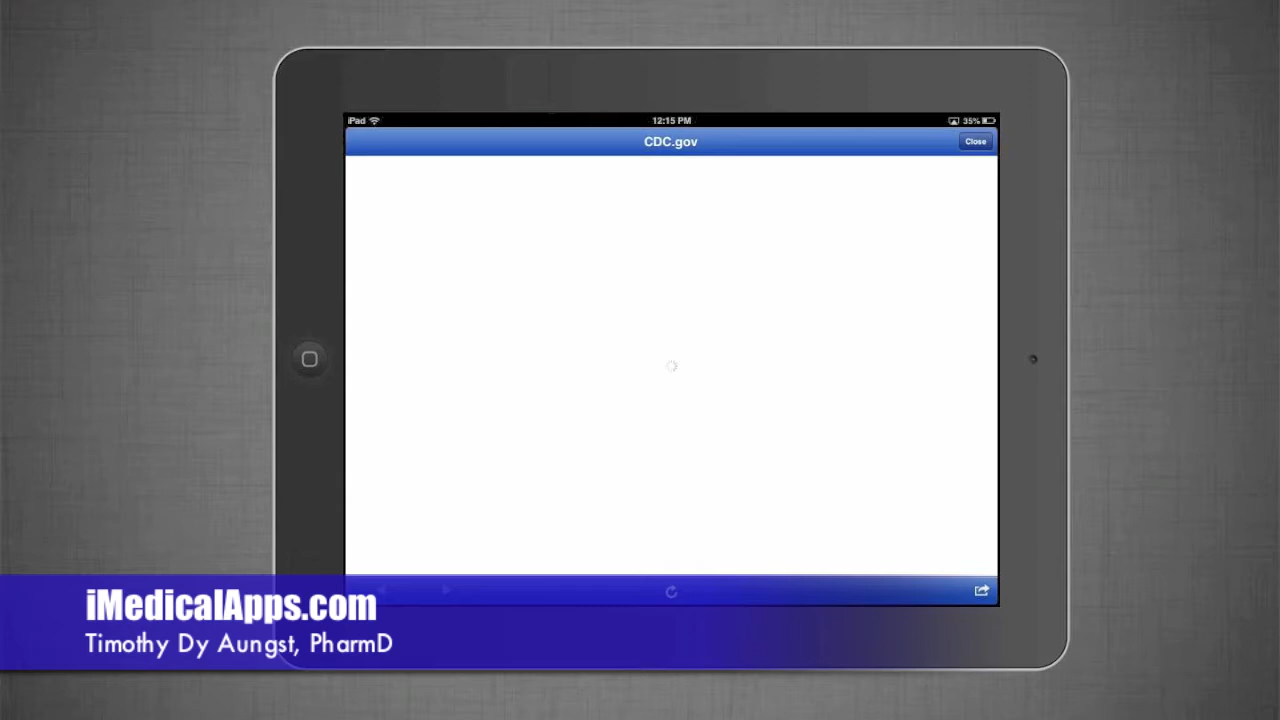 iPad
12:15 PM
35%
CDC.gov
Close
iMedicalApps.com
Timothy Dy Aungst, PharmD